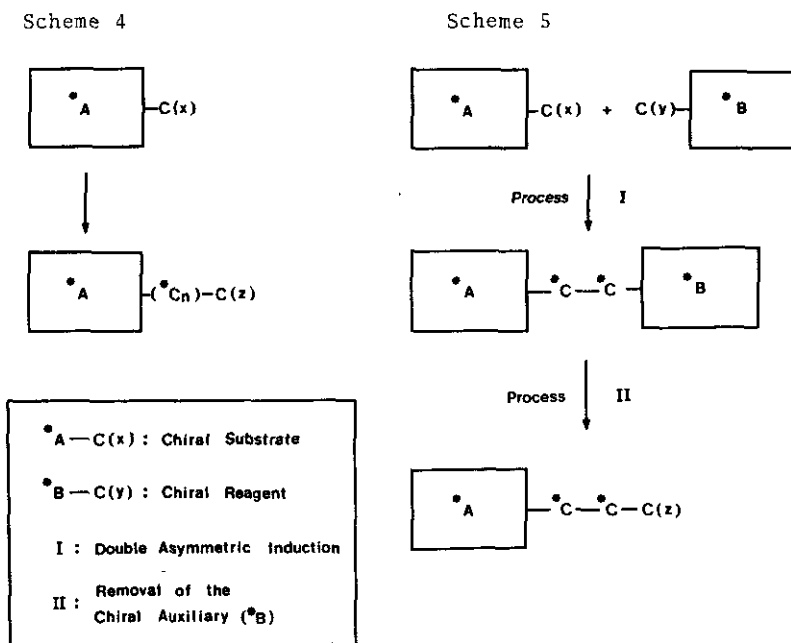 Scheme 4
*A —C(x)
*A —(*Cn)—C(z)
*A—C(x) : Chiral Substrate
*B—C(y) : Chiral Reagent
I : Double Asymmetric Induction
II : Removal of the
Chiral Auxiliary (*B)
Scheme 5
*A —C(x) + C(y)— *B
Process I
*A —*C—*C— *B
Process II
*A —*C—*C—C(z)